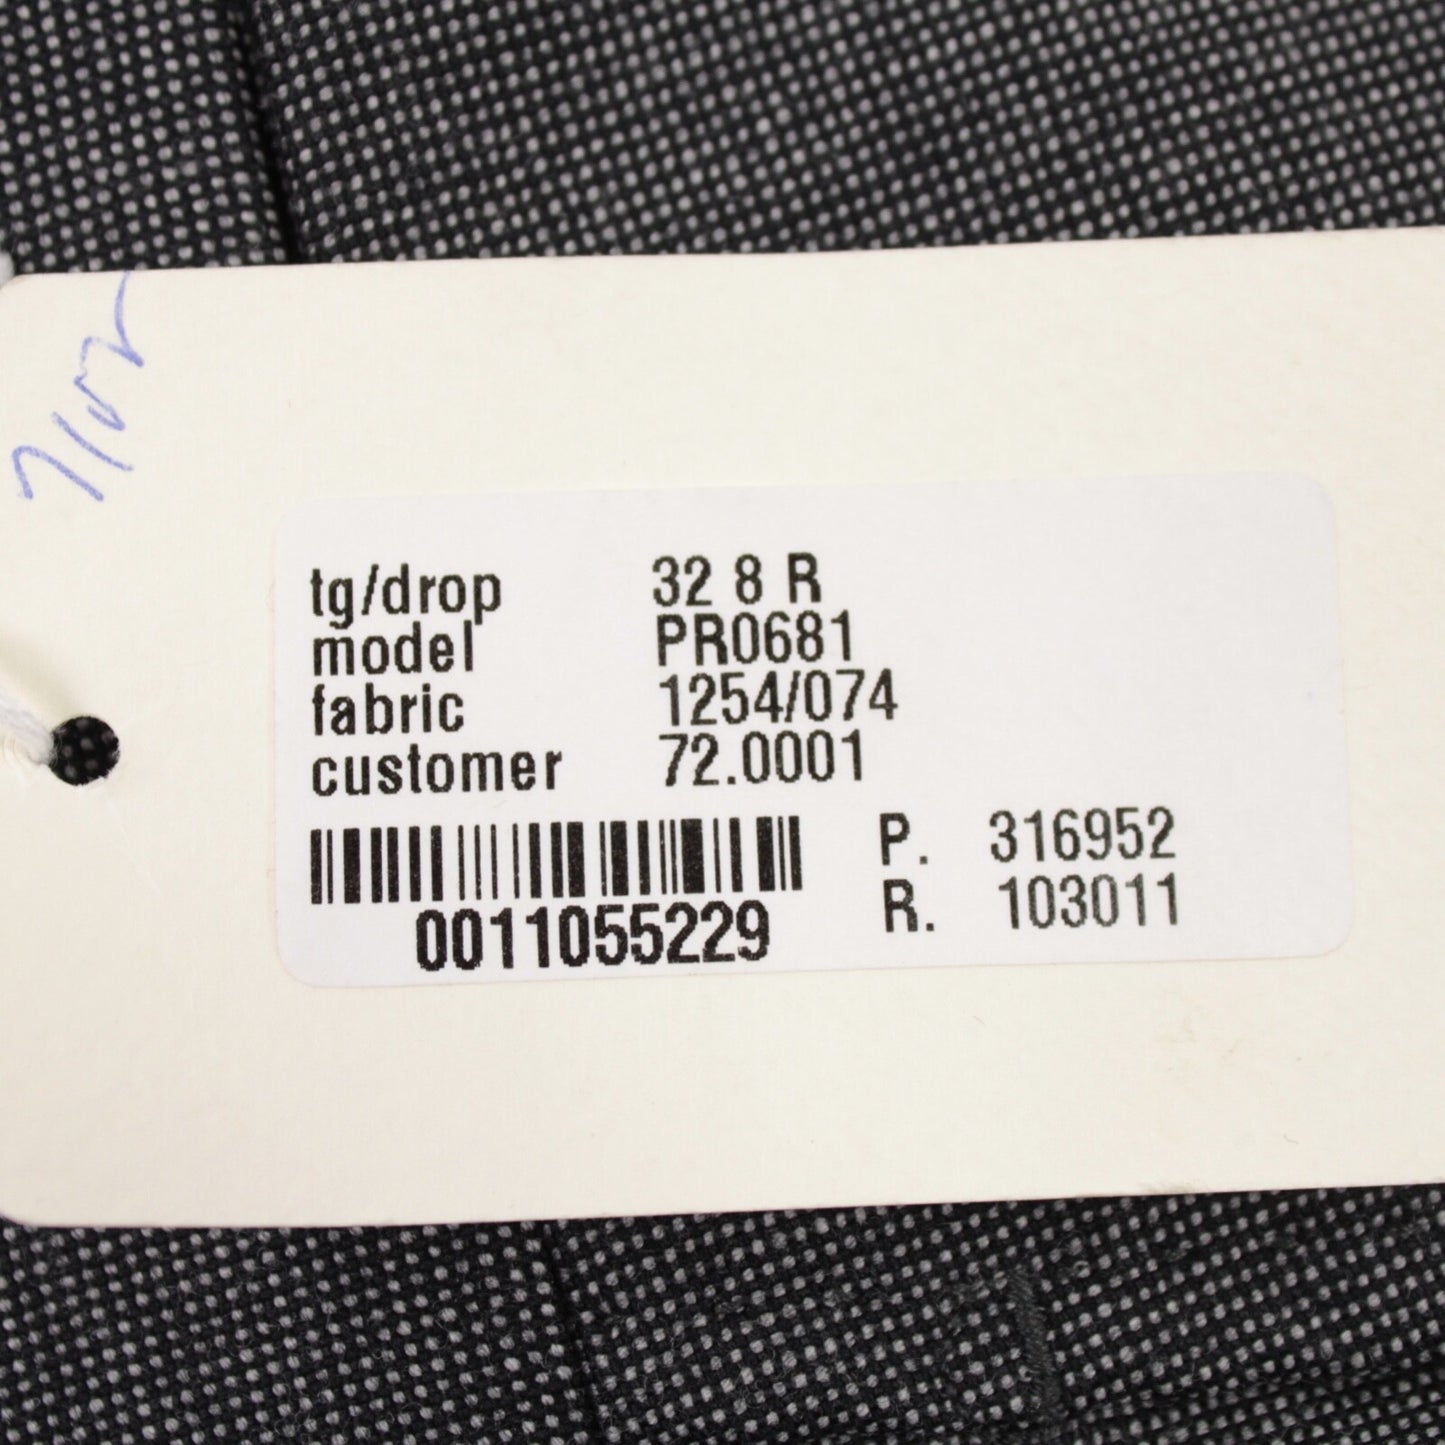 tg/drop 32 8 R
model PR0681
fabric 1254/074
customer 72.0001
P. 316952
R. 103011
0011055229